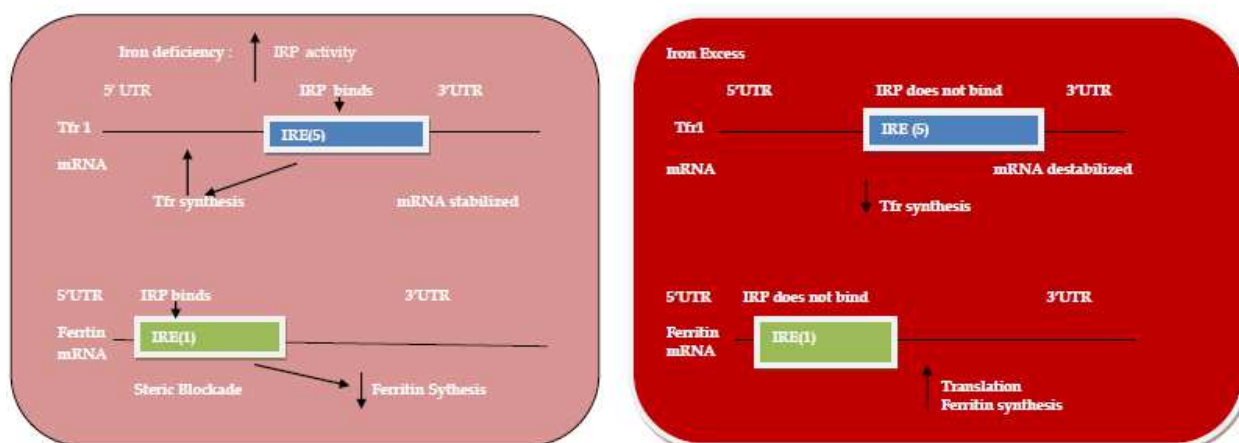 Iron deficiency : IRP activity
5' UTR IRP binds 3'UTR
Tfr 1 IRE(5)
mRNA
Tfr synthesis mRNA stabilized
5'UTR IRP binds 3'UTR
Ferritin IRE(1)
mRNA
Steric Blockade Ferritin Sythesis
Iron Excess
5'UTR IRP does not bind 3'UTR
Tfr1 IRE (5)
mRNA mRNA destabilized
Tfr synthesis
5'UTR IRP does not bind 3'UTR
Ferritin IRE(1)
mRNA
Translation
Ferritin synthesis